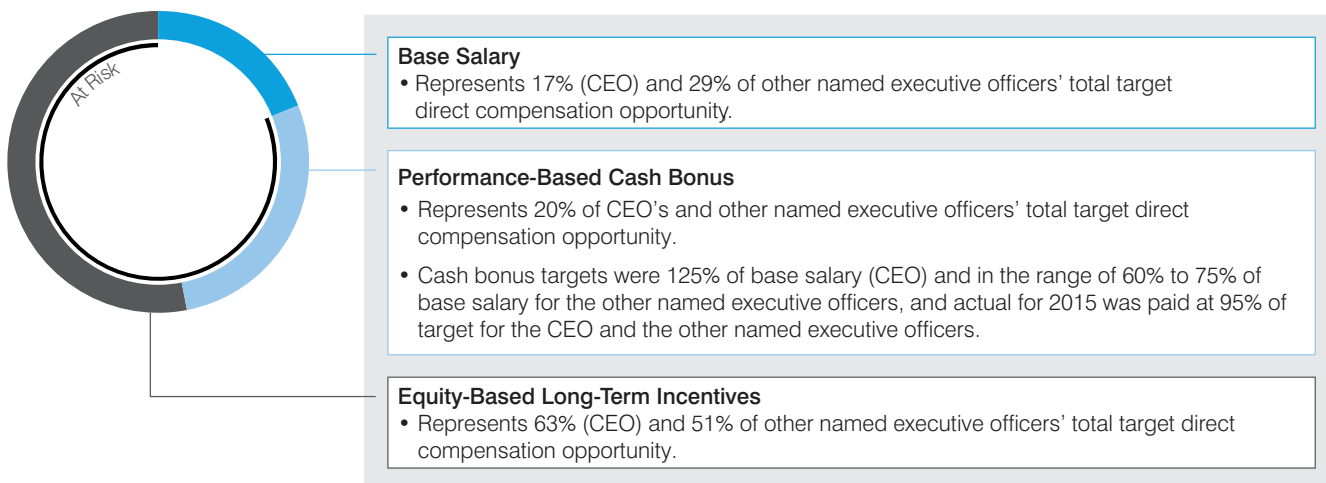 At Risk
Base Salary
• Represents 17% (CEO) and 29% of other named executive officers’ total target
direct compensation opportunity.
Performance-Based Cash Bonus
• Represents 20% of CEO’s and other named executive officers’ total target direct
compensation opportunity.
• Cash bonus targets were 125% of base salary (CEO) and in the range of 60% to 75% of
base salary for the other named executive officers, and actual for 2015 was paid at 95% of
target for the CEO and the other named executive officers.
Equity-Based Long-Term Incentives
• Represents 63% (CEO) and 51% of other named executive officers’ total target direct
compensation opportunity.